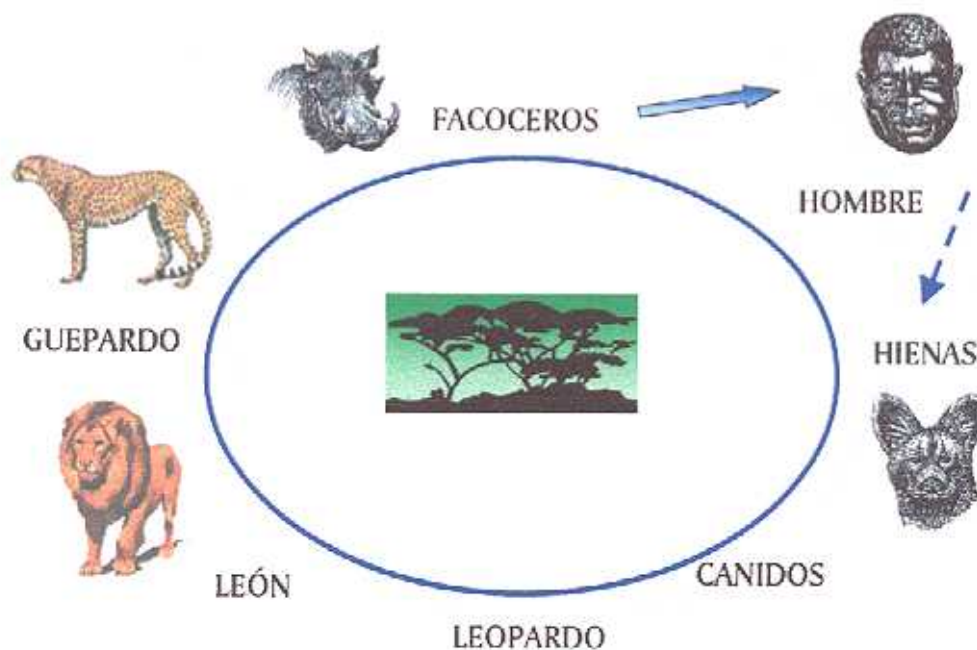 FACOCEROS
HOMBRE
GUEPARDO
HIENAS
LEÓN
CANIDOS
LEOPARDO